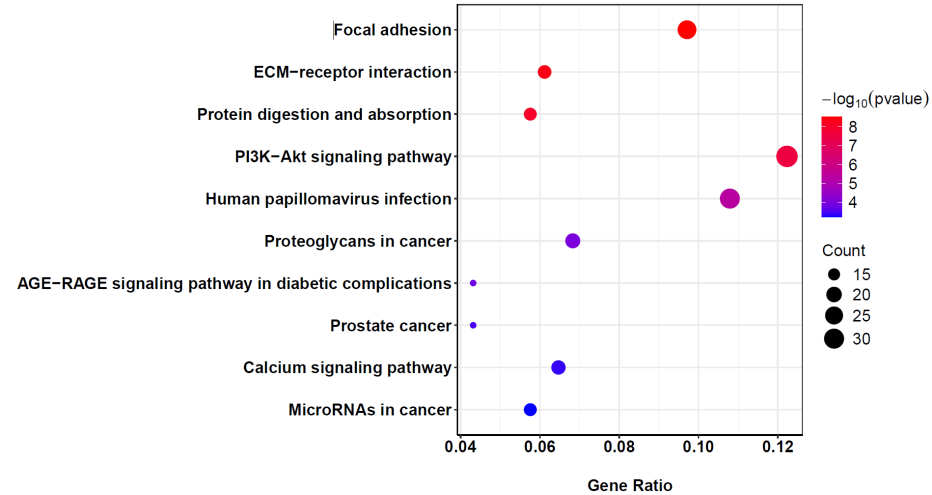 Focal adhesion
ECM−receptor interaction
Protein digestion and absorption
PI3K−Akt signaling pathway
Human papillomavirus infection
Proteoglycans in cancer
AGE−RAGE signaling pathway in diabetic complications
Prostate cancer
Calcium signaling pathway
MicroRNAs in cancer
0.04 0.06 0.08 0.10 0.12
Gene Ratio
−log₁₀(pvalue)
8
7
6
5
4
Count
15
20
25
30